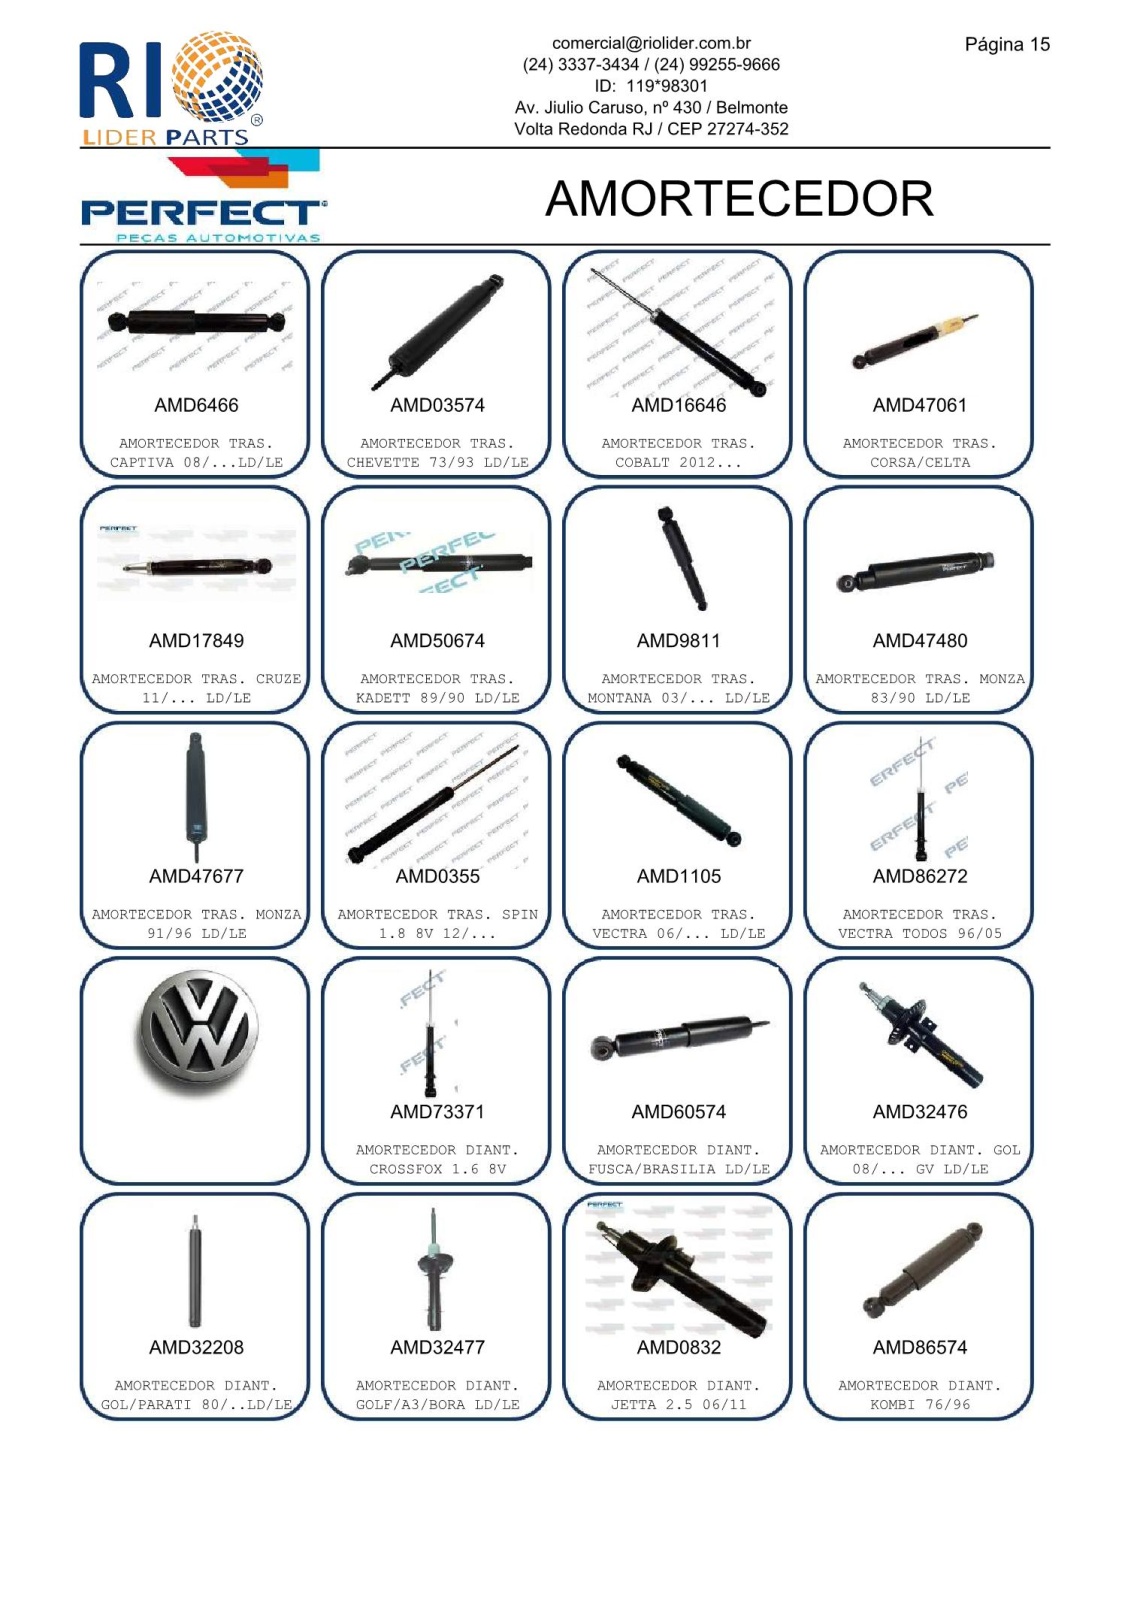 RIO
LIDER PARTS
®
comercial@riolider.com.br
(24) 3337-3434 / (24) 99255-9666
ID: 119*98301
Av. Jiulio Caruso, nº 430 / Belmonte
Volta Redonda RJ / CEP 27274-352
Página 15
PERFECT
PEÇAS AUTOMOTIVAS
AMORTECEDOR
AMD6466
AMORTECEDOR TRAS.
CAPTIVA 08/...LD/LE
AMD03574
AMORTECEDOR TRAS.
CHEVETTE 73/93 LD/LE
AMD16646
AMORTECEDOR TRAS.
COBALT 2012...
AMD47061
AMORTECEDOR TRAS.
CORSA/CELTA
AMD17849
AMORTECEDOR TRAS. CRUZE
11/... LD/LE
AMD50674
AMORTECEDOR TRAS.
KADETT 89/90 LD/LE
AMD9811
AMORTECEDOR TRAS.
MONTANA 03/... LD/LE
AMD47480
AMORTECEDOR TRAS. MONZA
83/90 LD/LE
AMD47677
AMORTECEDOR TRAS. MONZA
91/96 LD/LE
AMD0355
AMORTECEDOR TRAS. SPIN
1.8 8V 12/...
AMD1105
AMORTECEDOR TRAS.
VECTRA 06/... LD/LE
AMD86272
AMORTECEDOR TRAS.
VECTRA TODOS 96/05
AMD73371
AMORTECEDOR DIANT.
CROSSFOX 1.6 8V
AMD60574
AMORTECEDOR DIANT.
FUSCA/BRASILIA LD/LE
AMD32476
AMORTECEDOR DIANT. GOL
08/... GV LD/LE
AMD32208
AMORTECEDOR DIANT.
GOL/PARATI 80/..LD/LE
AMD32477
AMORTECEDOR DIANT.
GOLF/A3/BORA LD/LE
AMD0832
AMORTECEDOR DIANT.
JETTA 2.5 06/11
AMD86574
AMORTECEDOR DIANT.
KOMBI 76/96